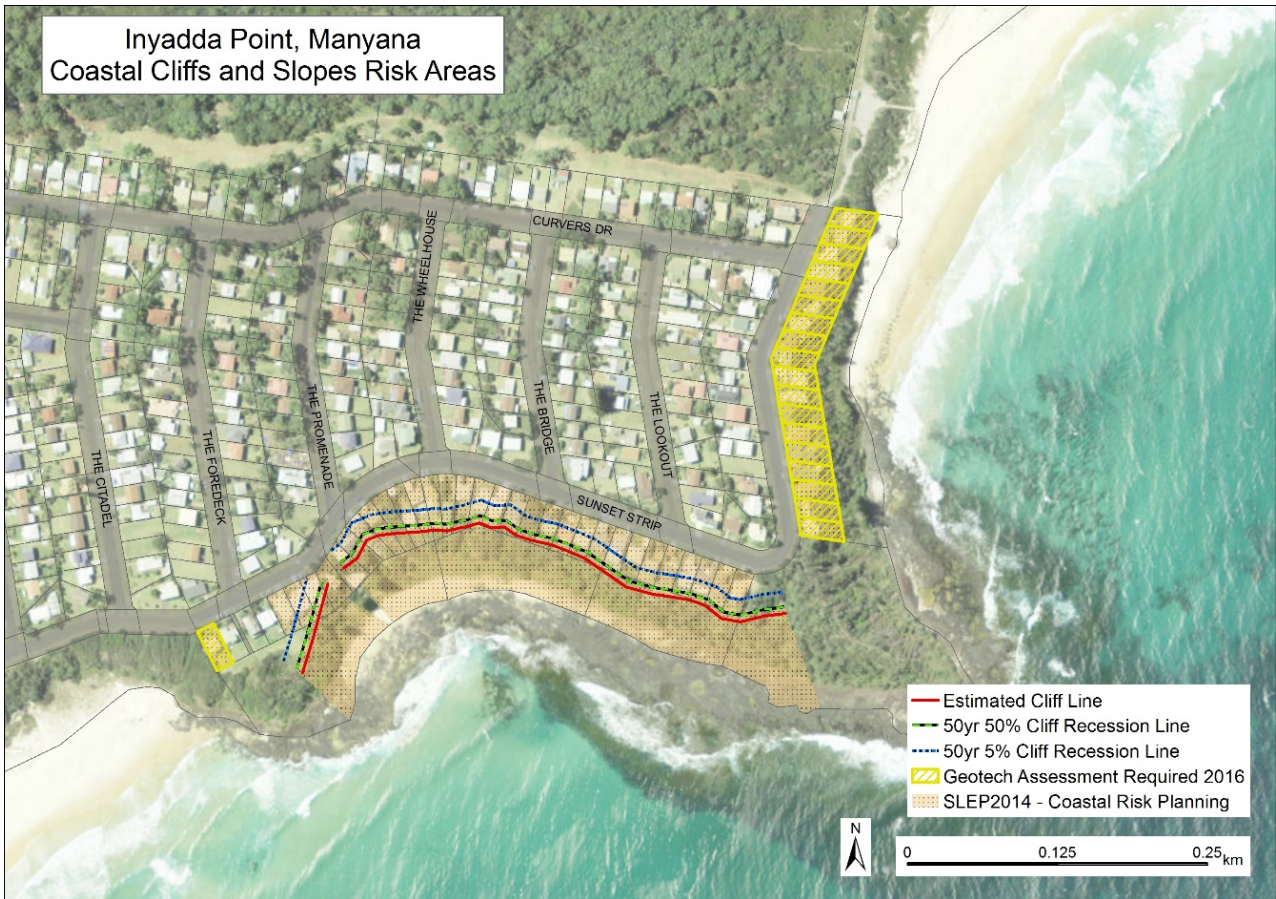 Inyadda Point, Manyana
Coastal Cliffs and Slopes Risk Areas
CURVERS DR
THE WHEELHOUSE
THE PROMENADE
THE BRIDGE
THE LOOKOUT
THE FOREDECK
THE CITADEL
SUNSET STRIP
Estimated Cliff Line
50yr 50% Cliff Recession Line
50yr 5% Cliff Recession Line
Geotech Assessment Required 2016
SLEP2014 - Coastal Risk Planning
N
0 0.125 0.25 km